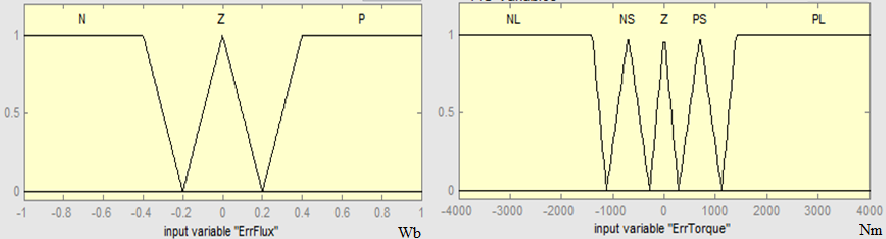 N Z P
1
0.5
0
-1 -0.8 -0.6 -0.4 -0.2 0 0.2 0.4 0.6 0.8 1
input variable "ErrFlux" Wb
NL NS Z PS PL
1
0.5
0
-4000 -3000 -2000 -1000 0 1000 2000 3000 4000
input variable "ErrTorque" Nm